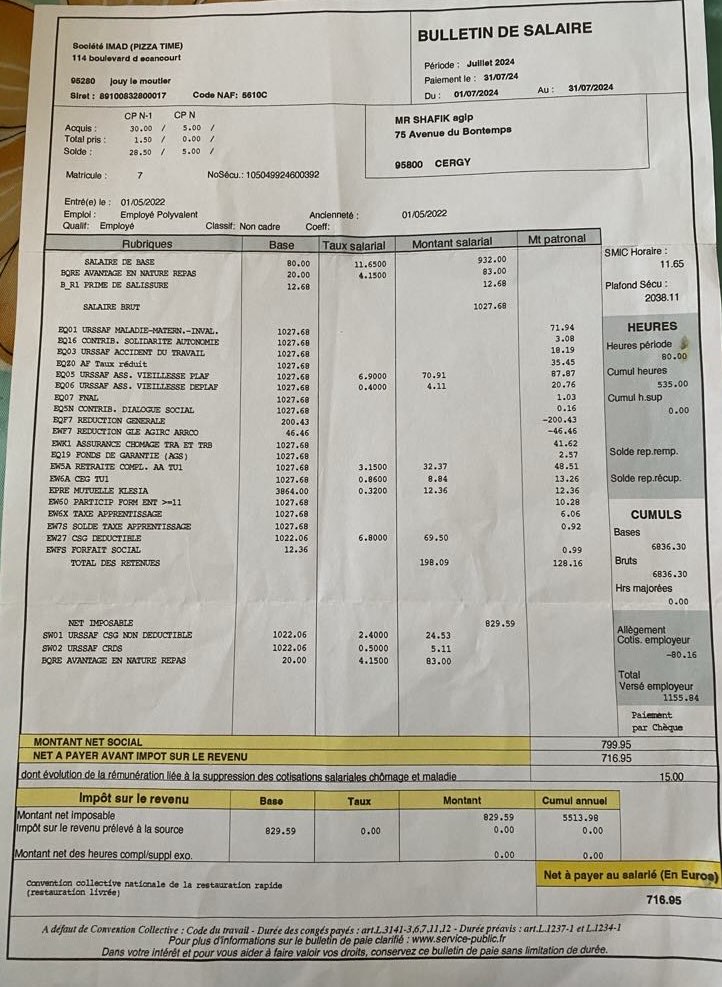 BULLETIN DE SALAIRE
Société IMAD (PIZZA TIME)
114 boulevard d ecancourt
95280 jouy le moutier
Siret : 89100832800017 Code NAF: 5610C
Période : Juillet 2024
Paiement le : 31/07/24
Du : 01/07/2024 Au : 31/07/2024
CP N-1 CP N
Acquis : 30.00 / 5.00 /
Total pris : 1.50 / 0.00 /
Solde : 28.50 / 5.00 /
Matricule : 7 NoSécu.: 105049924600392
MR SHAFIK aglp
75 Avenue du Bontemps
95800 CERGY
Entré(e) le : 01/05/2022
Emploi : Employé Polyvalent Ancienneté : 01/05/2022
Qualif: Employé Classif: Non cadre Coeff:
Rubriques Base Taux salarial Montant salarial Mt patronal
SALAIRE DE BASE 80.00 11.6500 932.00
BQRE AVANTAGE EN NATURE REPAS 20.00 4.1500 83.00
B_R1 PRIME DE SALISSURE 12.68 12.68
SALAIRE BRUT 1027.68
EQ01 URSSAF MALADIE-MATERN.-INVAL. 1027.68 71.94
EQ16 CONTRIB. SOLIDARITE AUTONOMIE 1027.68 3.08
EQ03 URSSAF ACCIDENT DU TRAVAIL 1027.68 18.19
EQ20 AF Taux réduit 1027.68 35.45
EQ05 URSSAF ASS. VIEILLESSE PLAF 1027.68 6.9000 70.91 87.87
EQ06 URSSAF ASS. VIEILLESSE DEPLAF 1027.68 0.4000 4.11 20.76
EQ07 FNAL 1027.68 1.03
EQ5N CONTRIB. DIALOGUE SOCIAL 1027.68 0.16
EQF7 REDUCTION GENERALE 200.43 -200.43
EWF7 REDUCTION GLE AGIRC ARRCO 46.46 -46.46
EWK1 ASSURANCE CHOMAGE TRA ET TRB 1027.68 41.62
EQ19 FONDS DE GARANTIE (AGS) 1027.68 2.57
EW5A RETRAITE COMPL. AA TU1 1027.68 3.1500 32.37 48.51
EW6A CEG TU1 1027.68 0.8600 8.84 13.26
EPRE MUTUELLE KLESIA 3864.00 0.3200 12.36 12.36
EW60 PARTICIP FORM ENT >=11 1027.68 10.28
EW6X TAXE APPRENTISSAGE 1027.68 6.06
EW7S SOLDE TAXE APPRENTISSAGE 1027.68 0.92
EW27 CSG DEDUCTIBLE 1022.06 6.8000 69.50
EWFS FORFAIT SOCIAL 12.36 0.99
TOTAL DES RETENUES 198.09 128.16
NET IMPOSABLE 829.59
SW01 URSSAF CSG NON DEDUCTIBLE 1022.06 2.4000 24.53
SW02 URSSAF CRDS 1022.06 0.5000 5.11
BQRE AVANTAGE EN NATURE REPAS 20.00 4.1500 83.00
SMIC Horaire :
11.65
Plafond Sécu :
2038.11
HEURES
Heures période
80.00
Cumul heures
535.00
Cumul h.sup
0.00
Solde rep.remp.
Solde rep.récup.
CUMULS
Bases
6836.30
Bruts
6836.30
Hrs majorées
0.00
Allègement
Cotis. employeur
-80.16
Total
Versé employeur
1155.84
Paiement
par Chèque
MONTANT NET SOCIAL 799.95
NET A PAYER AVANT IMPOT SUR LE REVENU 716.95
dont évolution de la rémunération liée à la suppression des cotisations salariales chômage et maladie 15.00
Impôt sur le revenu Base Taux Montant Cumul annuel
Montant net imposable 829.59 5513.98
Impôt sur le revenu prélevé à la source 829.59 0.00 0.00 0.00
Montant net des heures compl/suppl exo. 0.00 0.00
Convention collective nationale de la restauration rapide
(restauration livrée)
Net à payer au salarié (En Euros)
716.95
A défaut de Convention Collective : Code du travail - Durée des congés payés : art.L.3141-3,6,7,11,12 - Durée préavis : art.L.1237-1 et L.1234-1
Pour plus d'informations sur le bulletin de paie clarifié : www.service-public.fr
Dans votre intérêt et pour vous aider à faire valoir vos droits, conservez ce bulletin de paie sans limitation de durée.